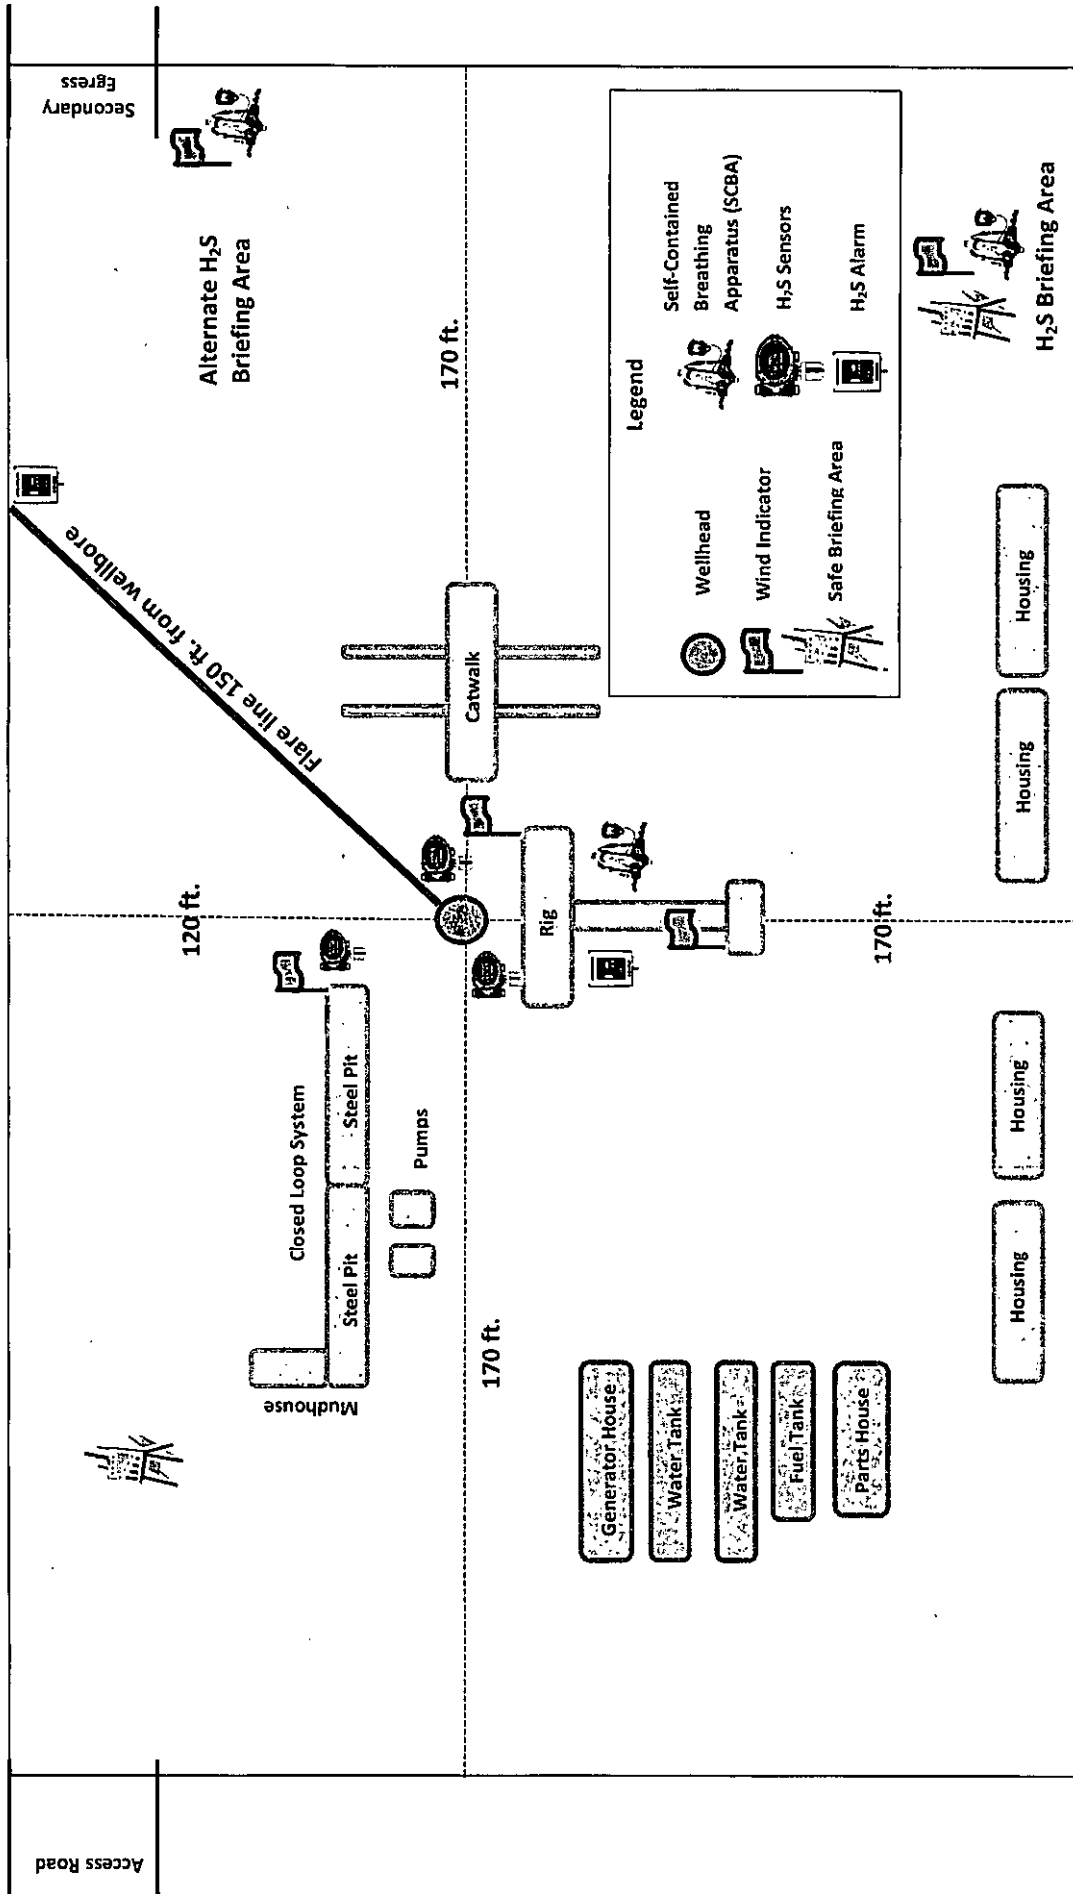 Secondary
Egress
Alternate H₂S
Briefing Area
Flare line 150 ft. from wellbore
120 ft.
170 ft.
Closed Loop System
Steel Pit
Steel Pit
Mudhouse
Pumps
Catwalk
Rig
170 ft.
170 ft.
Access Road
Generator House
Water Tank
Water Tank
Fuel Tank
Parts House
Housing
Housing
Housing
Housing
Legend
Wellhead
Wind Indicator
Safe Briefing Area
Self-Contained
Breathing
Apparatus (SCBA)
H₂S Sensors
H₂S Alarm
H₂S Briefing Area